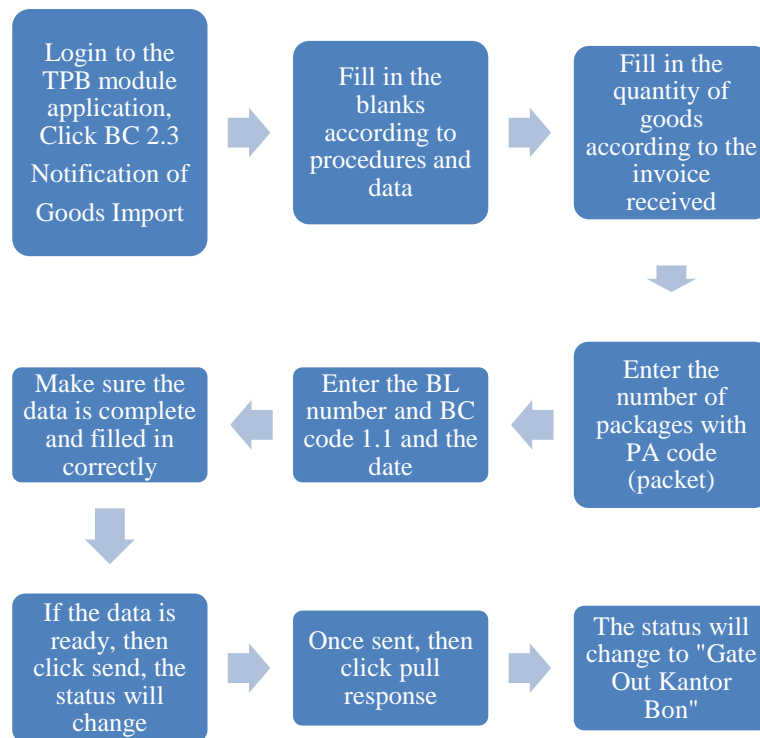 Login to the
TPB module
application,
Click BC 2.3
Notification of
Goods Import
Fill in the
blanks
according to
procedures and
data
Fill in the
quantity of
goods
according to the
invoice
received
Enter the
number of
packages with
PA code
(packet)
Enter the BL
number and BC
code 1.1 and the
date
Make sure the
data is complete
and filled in
correctly
If the data is
ready, then
click send, the
status will
change
Once sent, then
click pull
response
The status will
change to "Gate
Out Kantor
Bon"